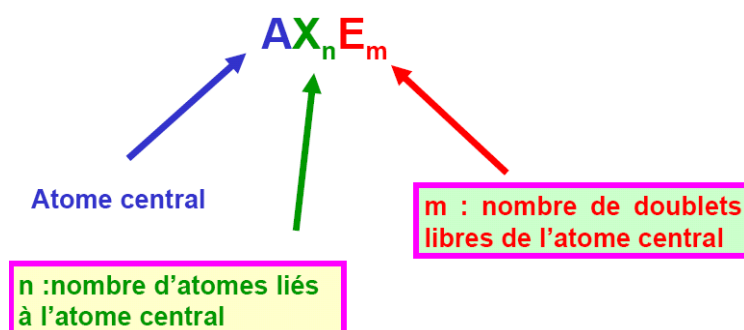 AXnEm
Atome central
m : nombre de doublets
libres de l'atome central
n :nombre d'atomes liés
à l'atome central